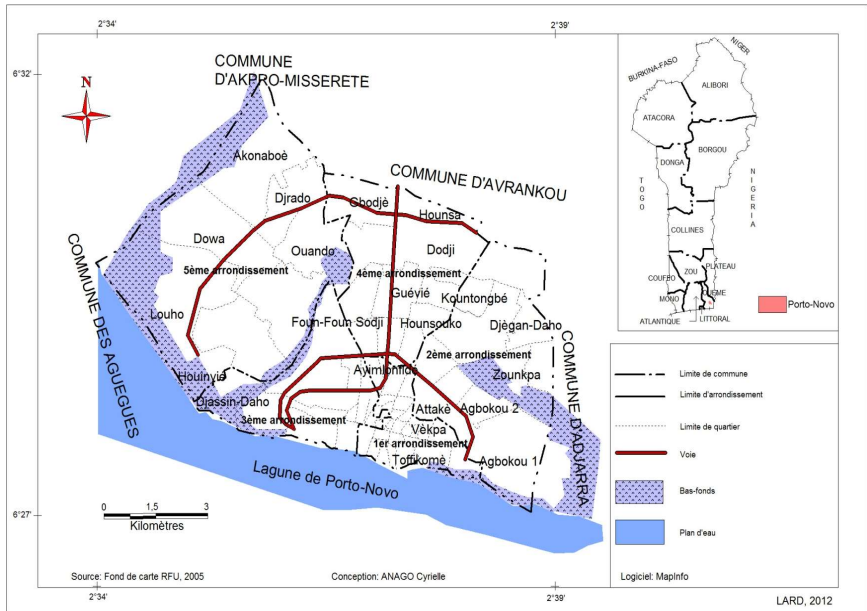 2°34'
2°39'
6°32'
N
COMMUNE
D'AKPRO-MISSERETE
COMMUNE D'AVRANKOU
Akonaboè
Djrado
Gbodjè
Hounsa
Dowa
Ouando
Dodji
5ème arrondissement
4ème arrondissement
Guévié
Kountongbé
Louho
Foun-Foun Sodji
Hounsouko
Djègan-Daho
2ème arrondissement
Zounkpa
Houinvié
Djassin-Daho
Attakè
Agbokou 2
3ème arrondissement
Vèkpa
1èr arrondissement
Toffikomè
Agbokou 1
COMMUNE DES AGUEGUES
COMMUNE D'ADJARRA
Lagune de Porto-Novo
6°27'
0 1,5 3
Kilomètres
Source: Fond de carte RFU, 2005
Conception: ANAGO Cyrielle
2°34'
2°39'
BURKINA-FASO
NIGER
ALIBORI
ATACORA
BORGOU
DONGA
TOGO
NIGERIA
COLLINES
PLATEAU
ZOU
COUFFO
OUEME
MONO
LITTORAL
ATLANTIQUE
Porto-Novo
Limite de commune
Limite d'arrondissement
Limite de quartier
Voie
Bas-fonds
Plan d'eau
Logiciel: MapInfo
LARD, 2012